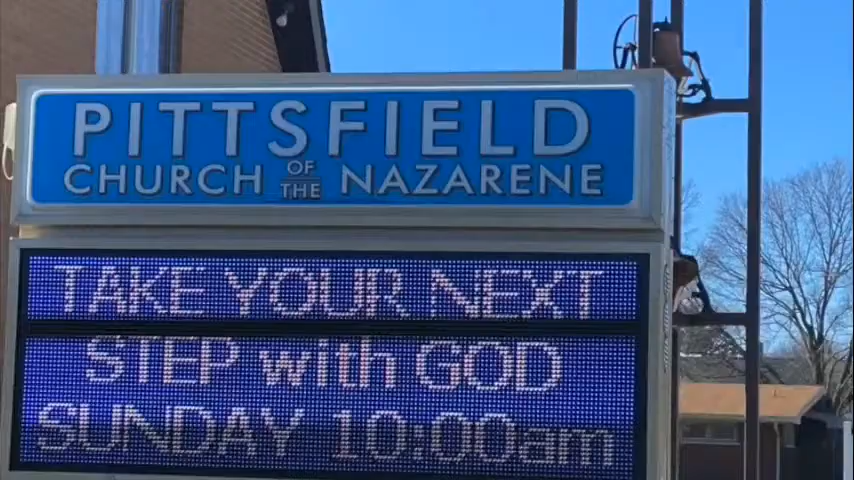 PITTSFIELD
CHURCH OF THE NAZARENE
TAKE YOUR NEXT
STEP with GOD
SUNDAY 10:00am